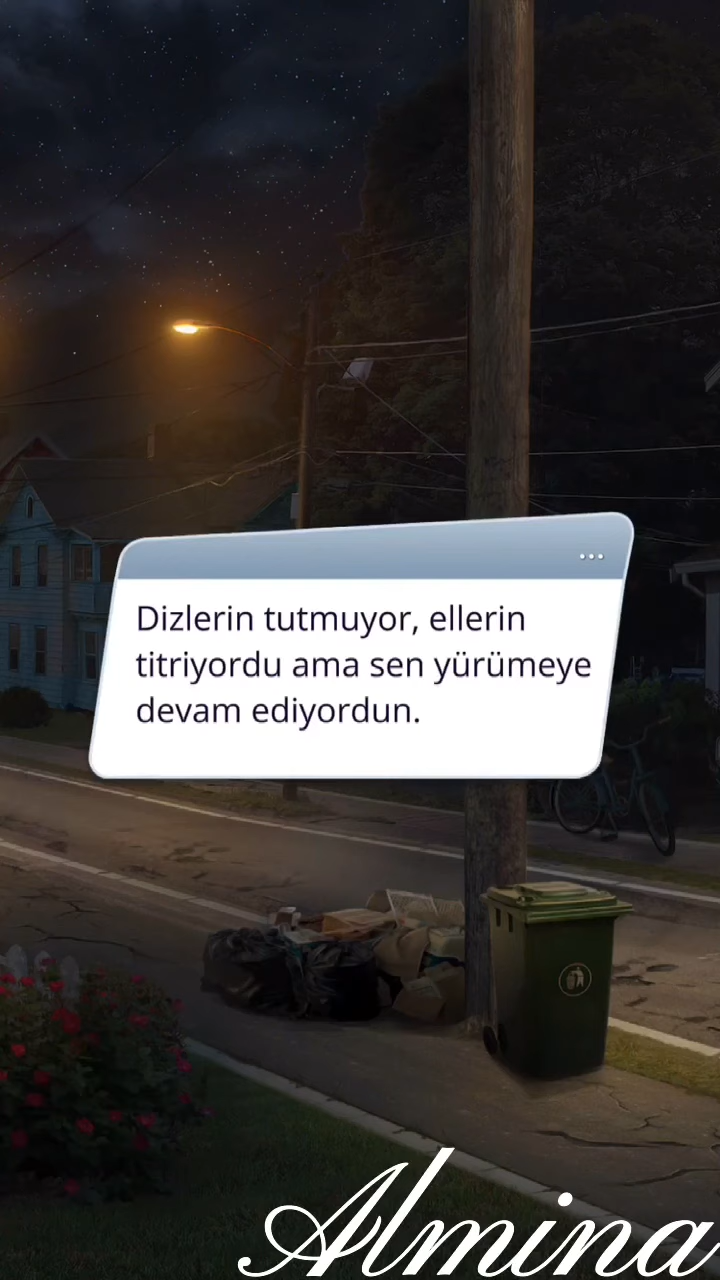 Dizlerin tutmuyor, ellerin
titriyordu ama sen yürümeye
devam ediyordun.
Almina